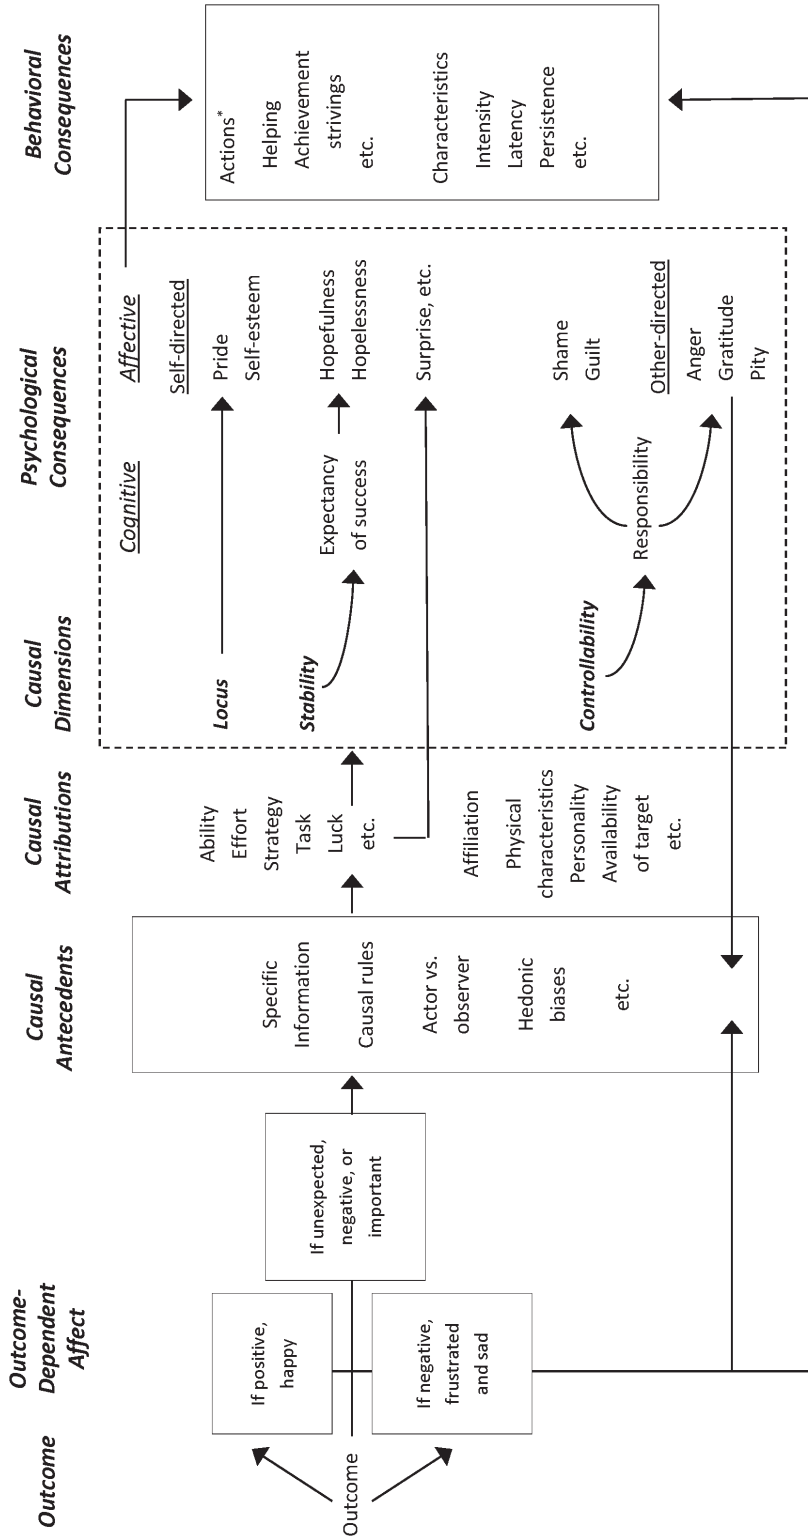 Outcome
Outcome-
Dependent
Affect
Causal
Antecedents
Causal
Attributions
Causal
Dimensions
Psychological
Consequences
Behavioral
Consequences
Outcome
If positive,
happy
If negative,
frustrated
and sad
If unexpected,
negative, or
important
Specific
Information
Causal rules
Actor vs.
observer
Hedonic
biases
etc.
Ability
Effort
Strategy
Task
Luck
etc.
Affiliation
Physical
characteristics
Personality
Availability
of target
etc.
Locus
Stability
Controllability
Cognitive
Expectancy
of success
Responsibility
Affective
Self-directed
Pride
Self-esteem
Hopefulness
Hopelessness
Surprise, etc.
Shame
Guilt
Other-directed
Anger
Gratitude
Pity
Actions*
Helping
Achievement
strivings
etc.
Characteristics
Intensity
Latency
Persistence
etc.